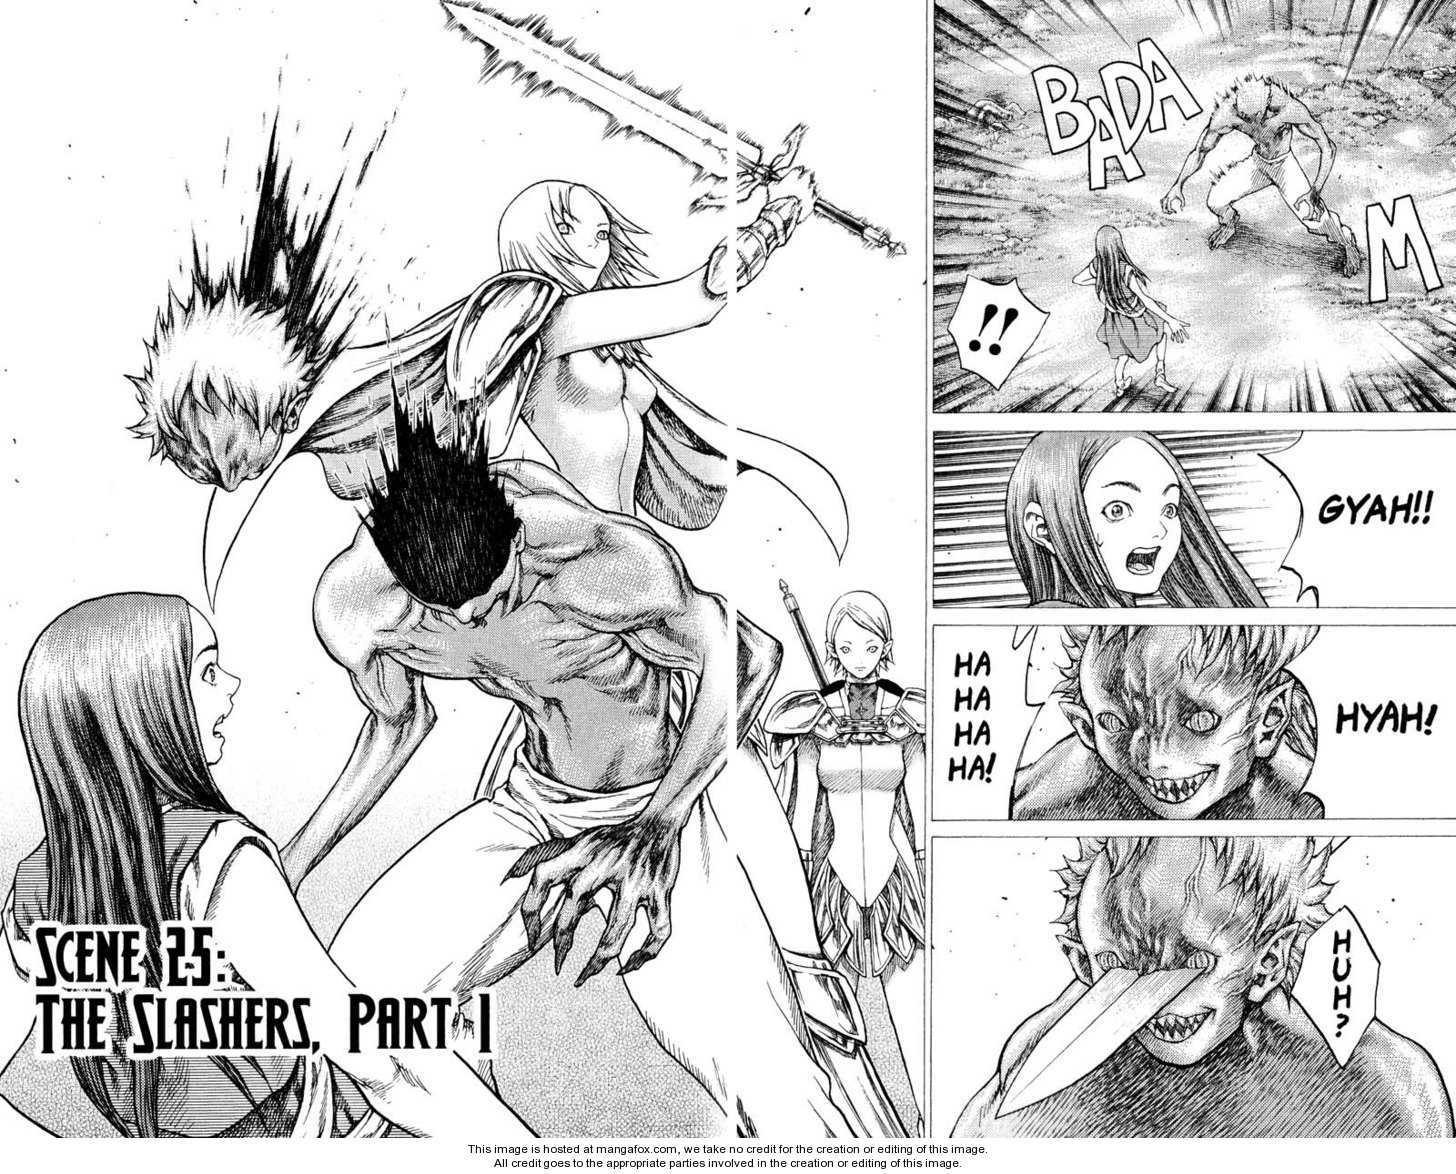 BADA
M
!!
GYAH!!
HYAH!
HA
HA
HA
HA!
HUH?
SCENE 25:
THE SLASHERS, PART 1
This image is hosted at mangafox.com, we take no credit for the creation or editing of this image.
All credit goes to the appropriate parties involved in the creation or editing of this image.